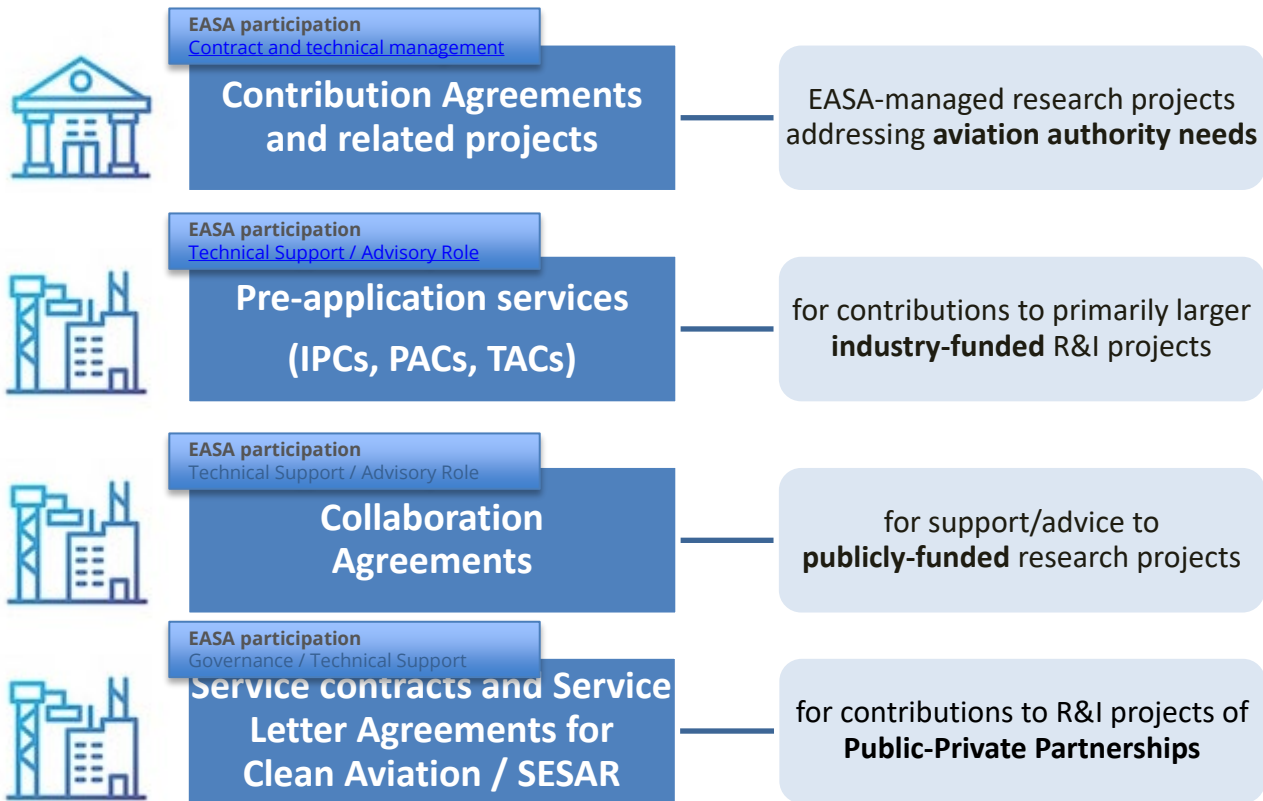 EASA participation
Contract and technical management
Contribution Agreements
and related projects
EASA-managed research projects
addressing aviation authority needs
EASA participation
Technical Support / Advisory Role
Pre-application services
(IPCs, PACs, TACs)
for contributions to primarily larger
industry-funded R&I projects
EASA participation
Technical Support / Advisory Role
Collaboration
Agreements
for support/advice to
publicly-funded research projects
EASA participation
Governance / Technical Support
Service contracts and Service
Letter Agreements for
Clean Aviation / SESAR
for contributions to R&I projects of
Public-Private Partnerships